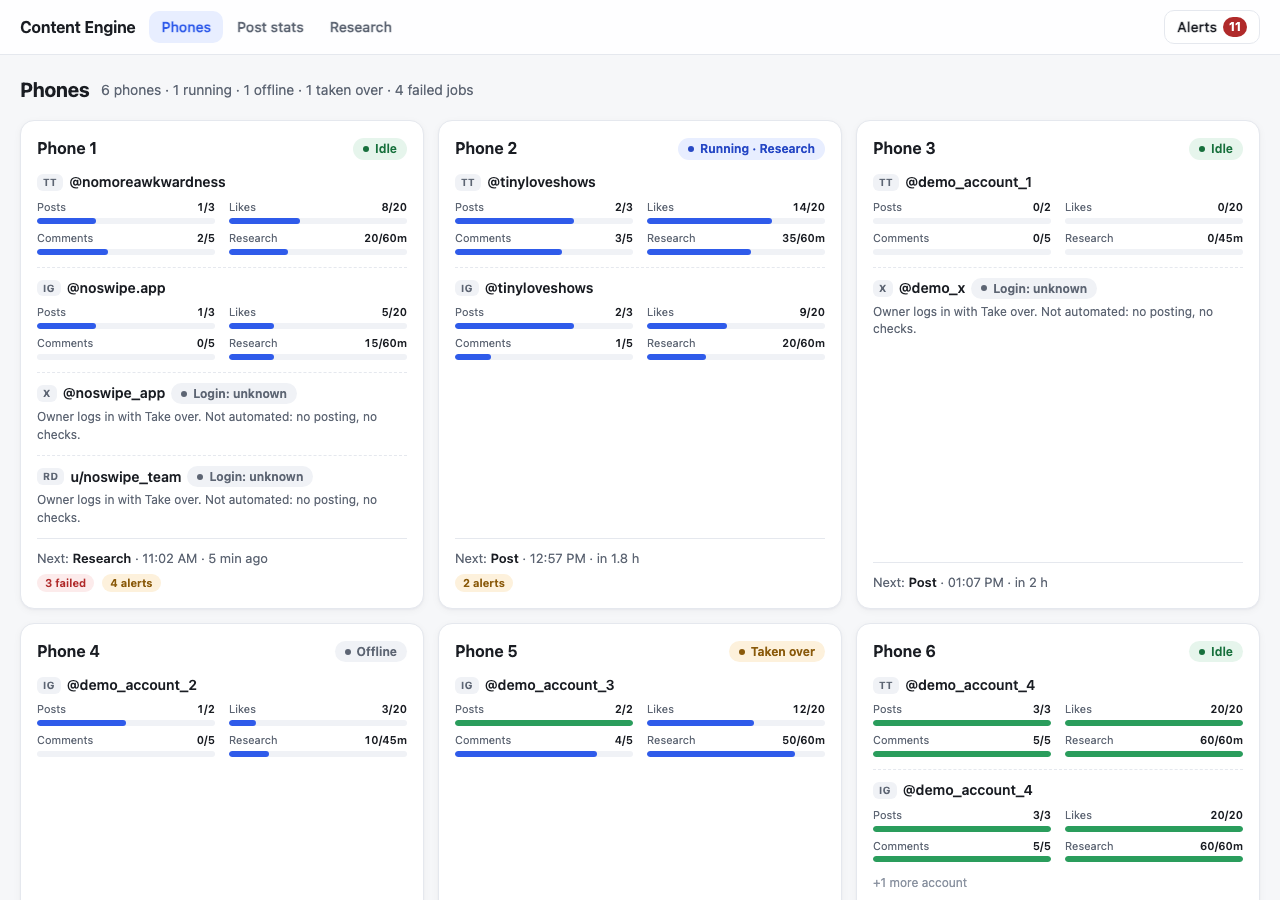 Content Engine Phones Post stats Research Alerts 11
Phones 6 phones · 1 running · 1 offline · 1 taken over · 4 failed jobs
Phone 1 Idle
TT @nomoreawkwardness
Posts 1/3 Likes 8/20
Comments 2/5 Research 20/60m
IG @noswipe.app
Posts 1/3 Likes 5/20
Comments 0/5 Research 15/60m
X @noswipe_app Login: unknown
Owner logs in with Take over. Not automated: no posting, no
checks.
RD u/noswipe_team Login: unknown
Owner logs in with Take over. Not automated: no posting, no
checks.
Next: Research · 11:02 AM · 5 min ago
3 failed 4 alerts
Phone 2 Running · Research
TT @tinyloveshows
Posts 2/3 Likes 14/20
Comments 3/5 Research 35/60m
IG @tinyloveshows
Posts 2/3 Likes 9/20
Comments 1/5 Research 20/60m
Next: Post · 12:57 PM · in 1.8 h
2 alerts
Phone 3 Idle
TT @demo_account_1
Posts 0/2 Likes 0/20
Comments 0/5 Research 0/45m
X @demo_x Login: unknown
Owner logs in with Take over. Not automated: no posting, no
checks.
Next: Post · 01:07 PM · in 2 h
Phone 4 Offline
IG @demo_account_2
Posts 1/2 Likes 3/20
Comments 0/5 Research 10/45m
Phone 5 Taken over
IG @demo_account_3
Posts 2/2 Likes 12/20
Comments 4/5 Research 50/60m
Phone 6 Idle
TT @demo_account_4
Posts 3/3 Likes 20/20
Comments 5/5 Research 60/60m
IG @demo_account_4
Posts 3/3 Likes 20/20
Comments 5/5 Research 60/60m
+1 more account